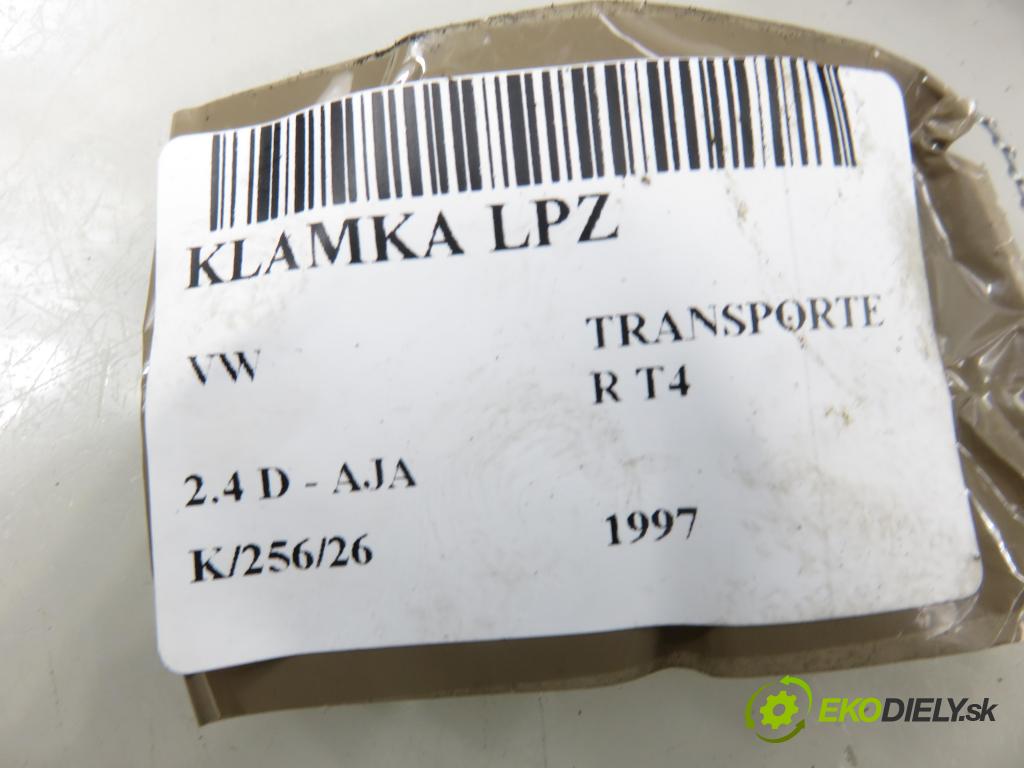 KLAMKA LPZ
VW
TRANSPORTE
R T4
2.4 D - AJA
K/256/26
1997
EKODIELY.sk